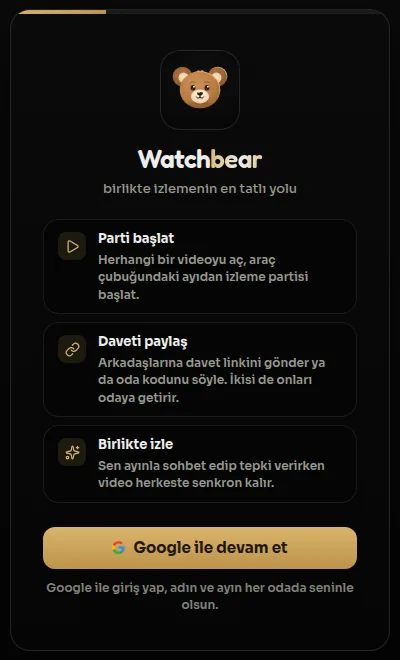 Watchbear
birlikte izlemenin en tatlı yolu
Parti başlat
Herhangi bir videoyu aç, araç
çubuğundaki ayıdan izleme partisi
başlat.
Daveti paylaş
Arkadaşlarına davet linkini gönder ya
da oda kodunu söyle. İkisi de onları
odaya getirir.
Birlikte izle
Sen ayınla sohbet edip tepki verirken
video herkeste senkron kalır.
Google ile devam et
Google ile giriş yap, adın ve ayın her odada seninle
olsun.